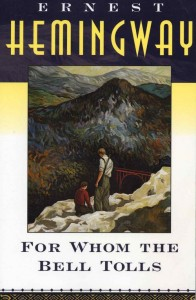 ERNEST
HEMINGWAY
FOR WHOM THE
BELL TOLLS